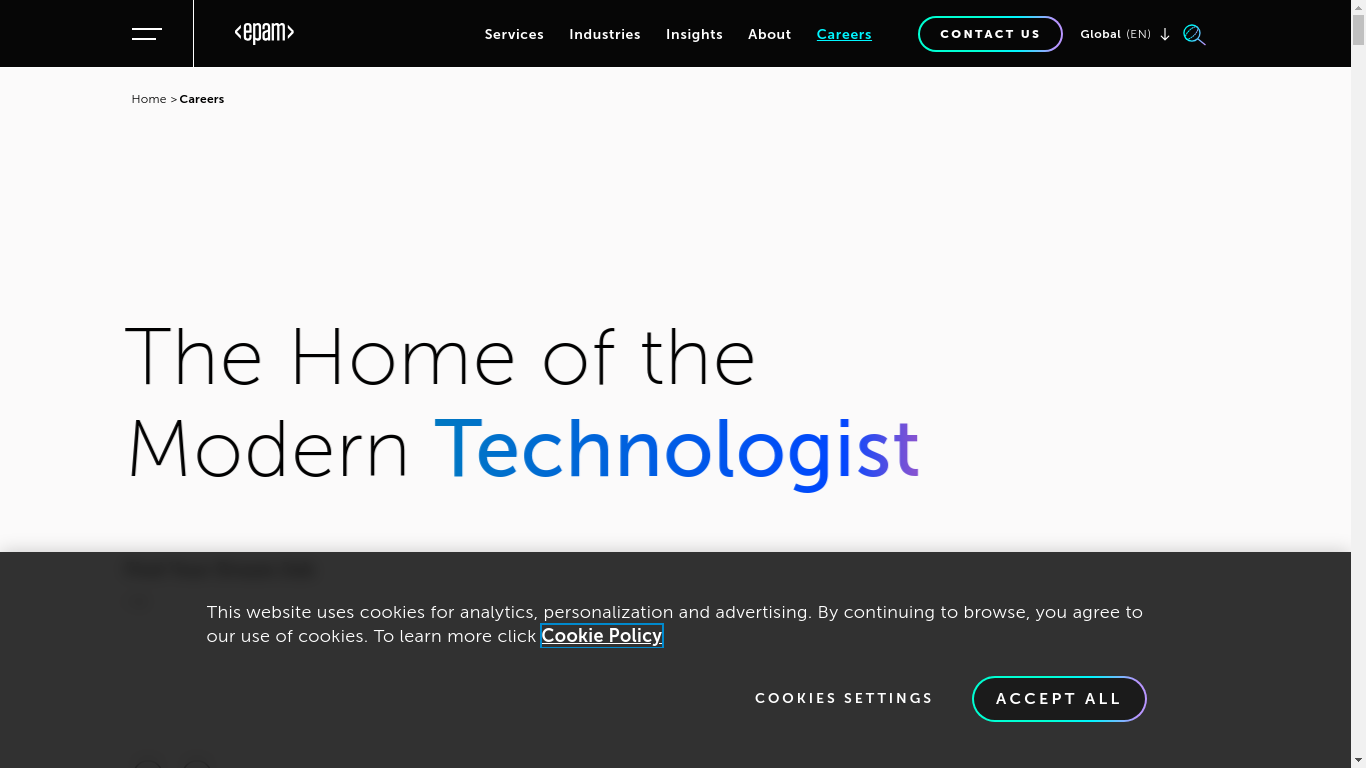 <epam>
Services Industries Insights About Careers CONTACT US Global (EN)
Home > Careers
The Home of the
Modern Technologist
This website uses cookies for analytics, personalization and advertising. By continuing to browse, you agree to
our use of cookies. To learn more click Cookie Policy
COOKIES SETTINGS ACCEPT ALL